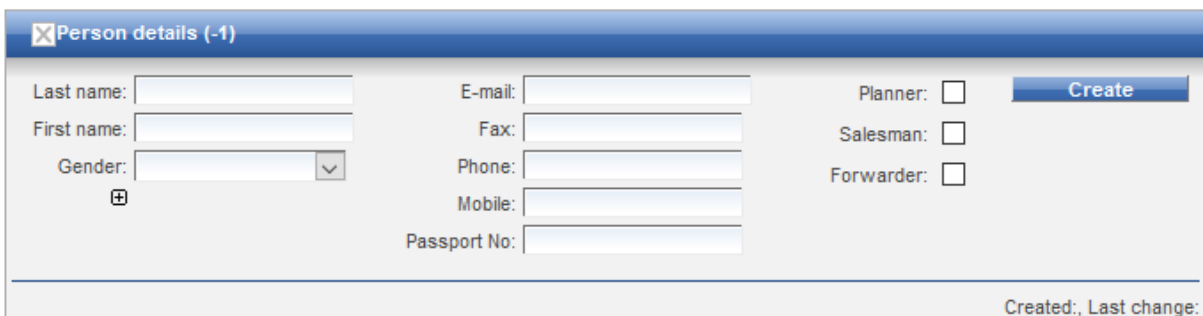 Person details (-1)
Last name:
First name:
Gender:
E-mail:
Fax:
Phone:
Mobile:
Passport No:
Planner:
Salesman:
Forwarder:
Create
Created:, Last change: